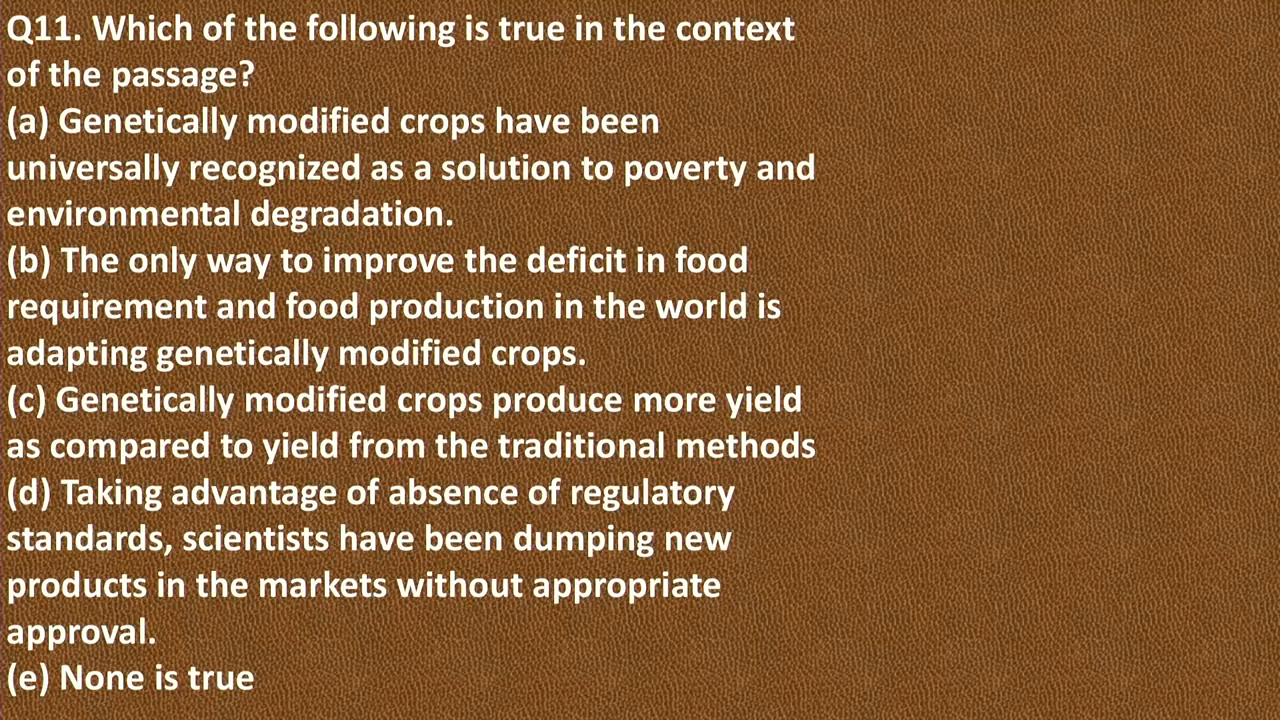 Q11. Which of the following is true in the context
of the passage?
(a) Genetically modified crops have been
universally recognized as a solution to poverty and
environmental degradation.
(b) The only way to improve the deficit in food
requirement and food production in the world is
adapting genetically modified crops.
(c) Genetically modified crops produce more yield
as compared to yield from the traditional methods
(d) Taking advantage of absence of regulatory
standards, scientists have been dumping new
products in the markets without appropriate
approval.
(e) None is true